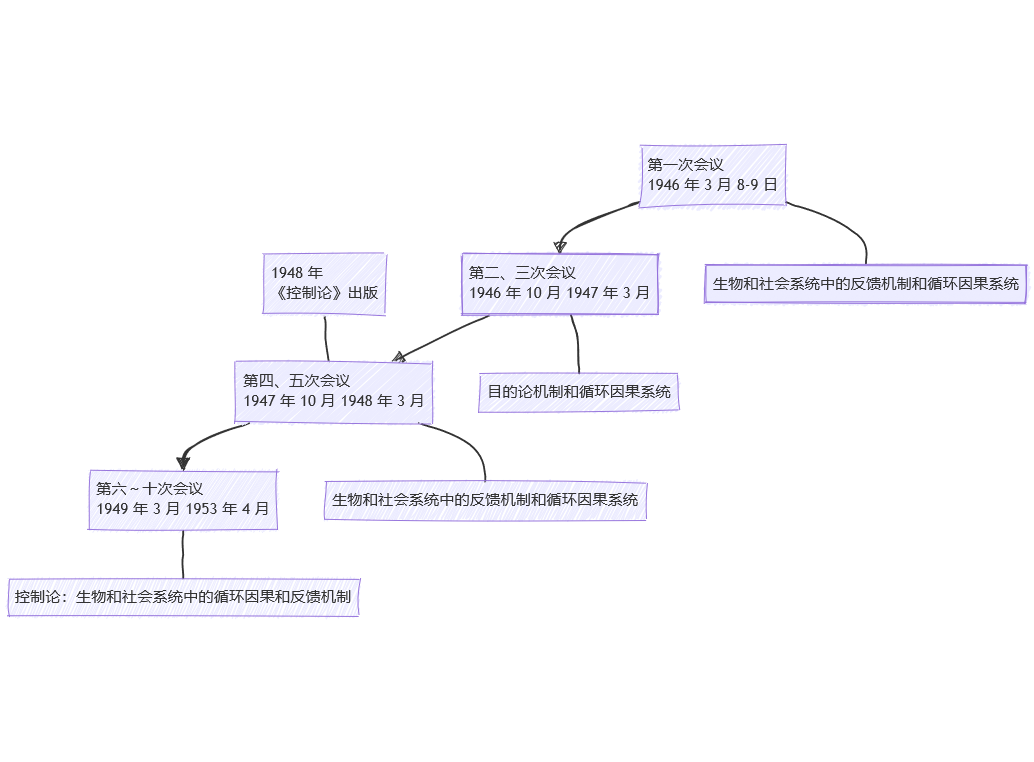 第一次会议
1946 年 3 月 8-9 日
1948 年
《控制论》出版
第二、三次会议
1946 年 10 月 1947 年 3 月
生物和社会系统中的反馈机制和循环因果系统
第四、五次会议
1947 年 10 月 1948 年 3 月
目的论机制和循环因果系统
第六～十次会议
1949 年 3 月 1953 年 4 月
生物和社会系统中的反馈机制和循环因果系统
控制论：生物和社会系统中的循环因果和反馈机制